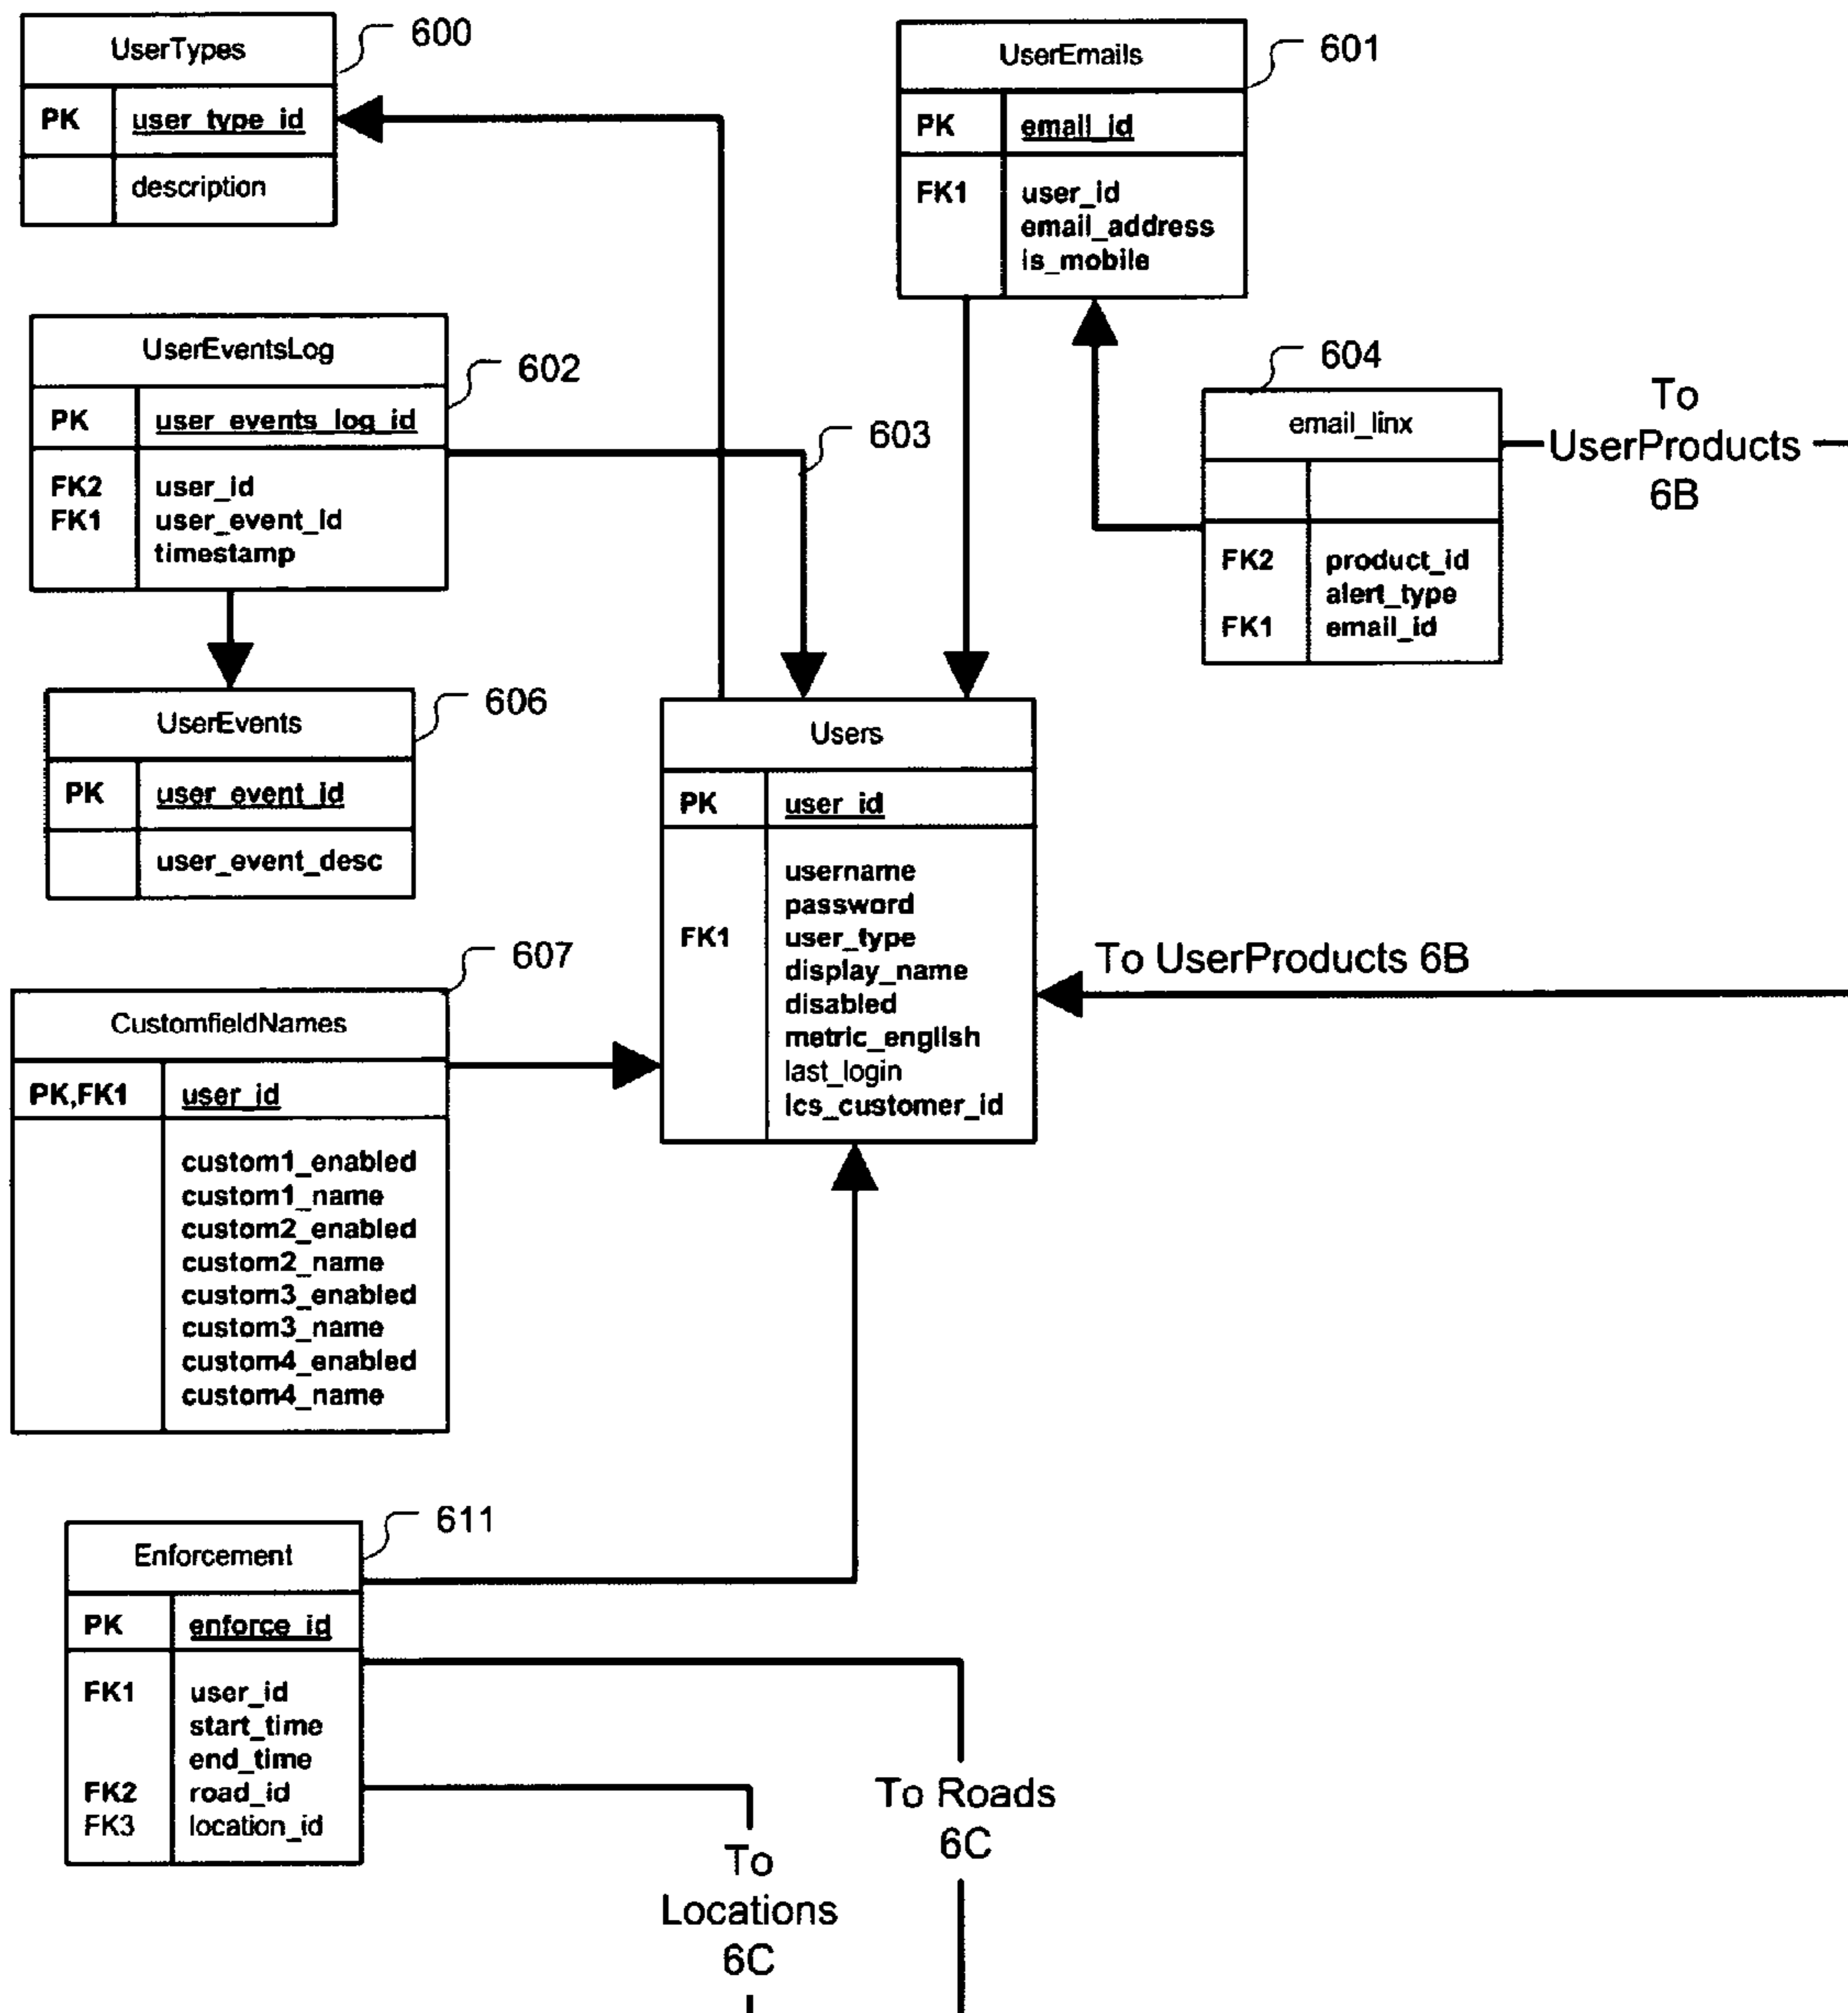 UserTypes
600
PK user_type_id
description
UserEmails
601
PK email_id
FK1 user_id
email_address
is_mobile
UserEventsLog
602
PK user_events_log_id
FK2 user_id
FK1 user_event_id
timestamp
603
604
email_linx
FK2 product_id
alert_type
FK1 email_id
To
UserProducts
6B
UserEvents
606
PK user_event_id
user_event_desc
Users
PK user_id
username
password
FK1 user_type
display_name
disabled
metric_english
last_login
ics_customer_id
To UserProducts 6B
607
CustomfieldNames
PK,FK1 user_id
custom1_enabled
custom1_name
custom2_enabled
custom2_name
custom3_enabled
custom3_name
custom4_enabled
custom4_name
611
Enforcement
PK enforce_id
FK1 user_id
start_time
end_time
FK2 road_id
FK3 location_id
To Roads
6C
To
Locations
6C